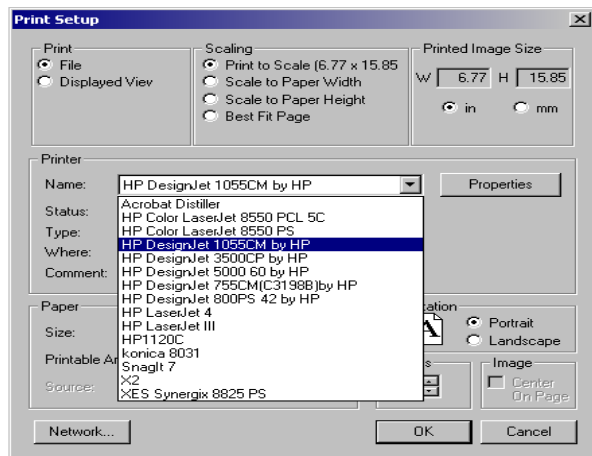 Print Setup
Print
File
Displayed View
Scaling
Print to Scale (6.77 x 15.85
Scale to Paper Width
Scale to Paper Height
Best Fit Page
Printed Image Size
W 6.77 H 15.85
in mm
Printer
Name: HP DesignJet 1055CM by HP Properties
Status:
Type:
Where:
Comment:
Acrobat Distiller
HP Color LaserJet 8550 PCL 5C
HP Color LaserJet 8550 PS
HP DesignJet 1055CM by HP
HP DesignJet 3500CP by HP
HP DesignJet 5000 60 by HP
HP DesignJet 755CM(C3198B)by HP
HP DesignJet 800PS 42 by HP
HP LaserJet 4
HP LaserJet III
HP1120C
konica 8031
SnagIt 7
X2
XES Synergix 8825 PS
Paper
Size:
Printable Ar
Source:
tation
A
Portrait
Landscape
s
Image
Center
On Page
Network...
OK
Cancel